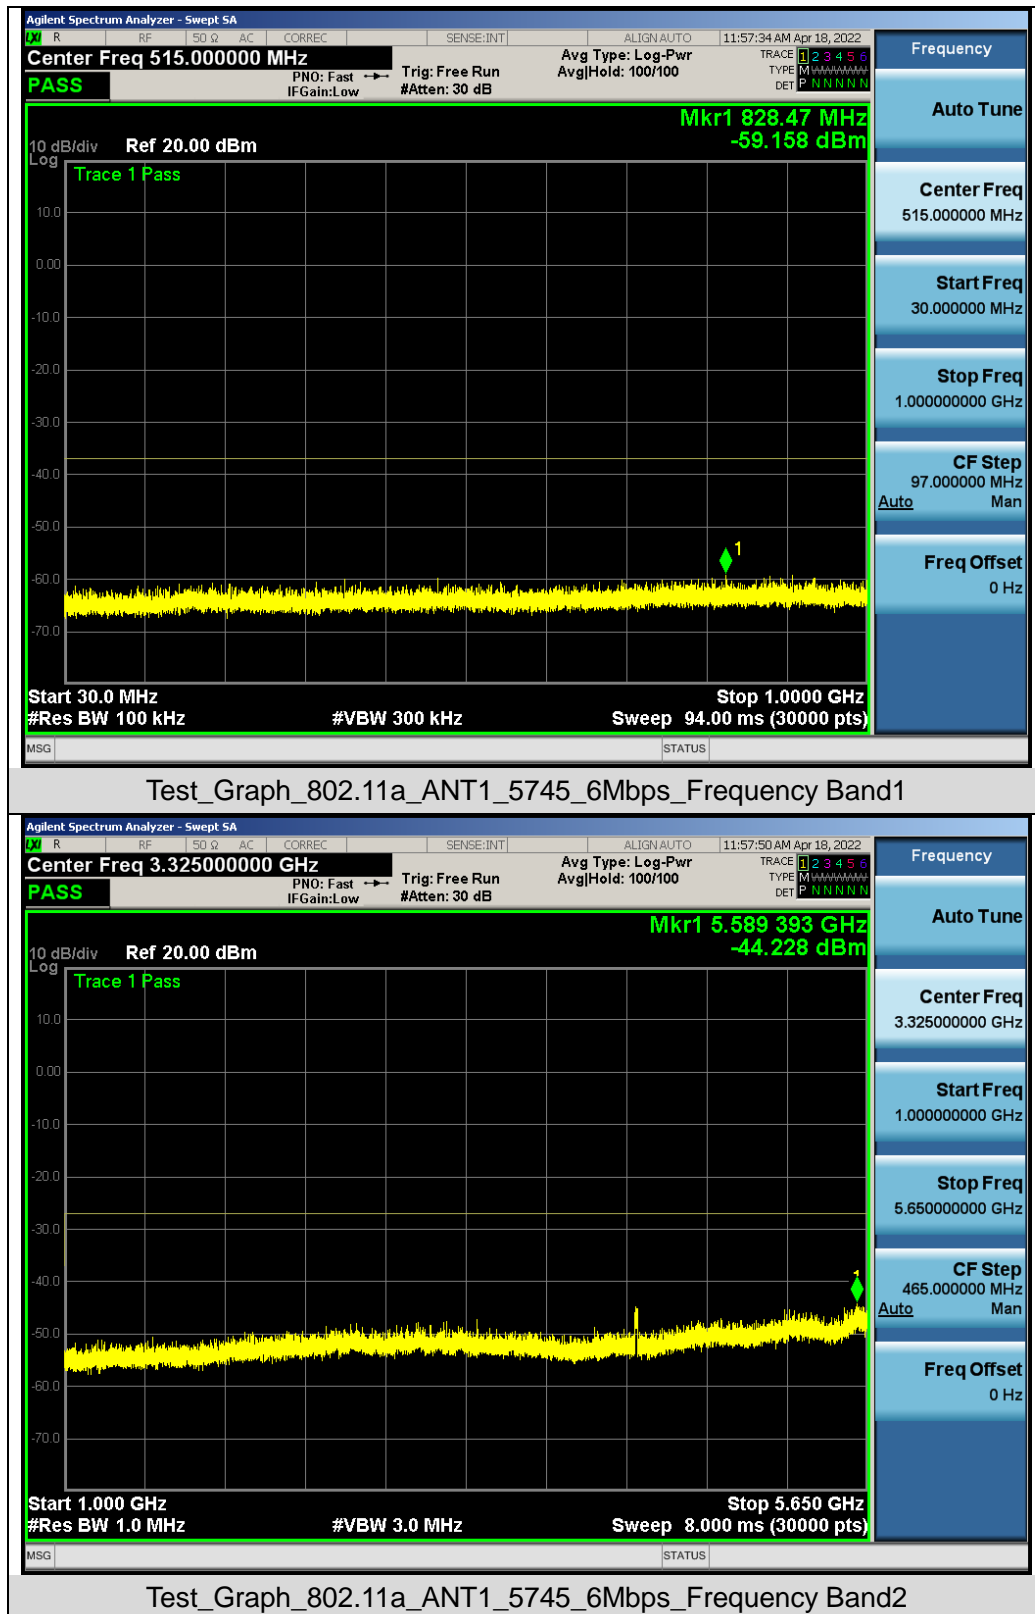 Agilent Spectrum Analyzer - Swept SA
LXI R RF 50 Ω AC CORREC SENSE:INT ALIGN AUTO 11:57:34 AM Apr 18, 2022
Center Freq 515.000000 MHz
PASS
PNO: Fast
IFGain:Low
Trig: Free Run
#Atten: 30 dB
Avg Type: Log-Pwr
Avg|Hold: 100/100
TRACE 1 2 3 4 5 6
TYPE M
DET P N N N N N
Mkr1 828.47 MHz
-59.158 dBm
10 dB/div Ref 20.00 dBm
Log
Trace 1 Pass
10.0
0.00
-10.0
-20.0
-30.0
-40.0
-50.0
-60.0
-70.0
1
Start 30.0 MHz Stop 1.0000 GHz
#Res BW 100 kHz #VBW 300 kHz Sweep 94.00 ms (30000 pts)
MSG STATUS
Frequency
Auto Tune
Center Freq
515.000000 MHz
Start Freq
30.000000 MHz
Stop Freq
1.000000000 GHz
CF Step
97.000000 MHz
Auto Man
Freq Offset
0 Hz
Test_Graph_802.11a_ANT1_5745_6Mbps_Frequency Band1
Agilent Spectrum Analyzer - Swept SA
LXI R RF 50 Ω AC CORREC SENSE:INT ALIGN AUTO 11:57:50 AM Apr 18, 2022
Center Freq 3.325000000 GHz
PASS
PNO: Fast
IFGain:Low
Trig: Free Run
#Atten: 30 dB
Avg Type: Log-Pwr
Avg|Hold: 100/100
TRACE 1 2 3 4 5 6
TYPE M
DET P N N N N N
Mkr1 5.589 393 GHz
-44.228 dBm
10 dB/div Ref 20.00 dBm
Log
Trace 1 Pass
10.0
0.00
-10.0
-20.0
-30.0
-40.0
-50.0
-60.0
-70.0
1
Start 1.000 GHz Stop 5.650 GHz
#Res BW 1.0 MHz #VBW 3.0 MHz Sweep 8.000 ms (30000 pts)
MSG STATUS
Frequency
Auto Tune
Center Freq
3.325000000 GHz
Start Freq
1.000000000 GHz
Stop Freq
5.650000000 GHz
CF Step
465.000000 MHz
Auto Man
Freq Offset
0 Hz
Test_Graph_802.11a_ANT1_5745_6Mbps_Frequency Band2